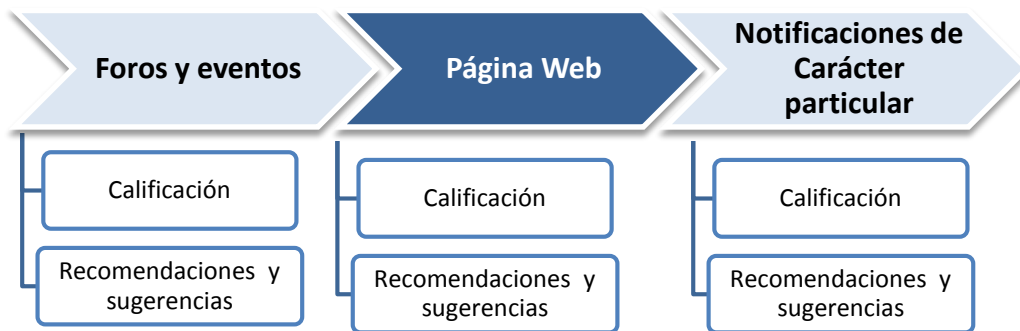 Foros y eventos
Calificación
Recomendaciones y
sugerencias
Página Web
Calificación
Recomendaciones y
sugerencias
Notificaciones de
Carácter
particular
Calificación
Recomendaciones y
sugerencias